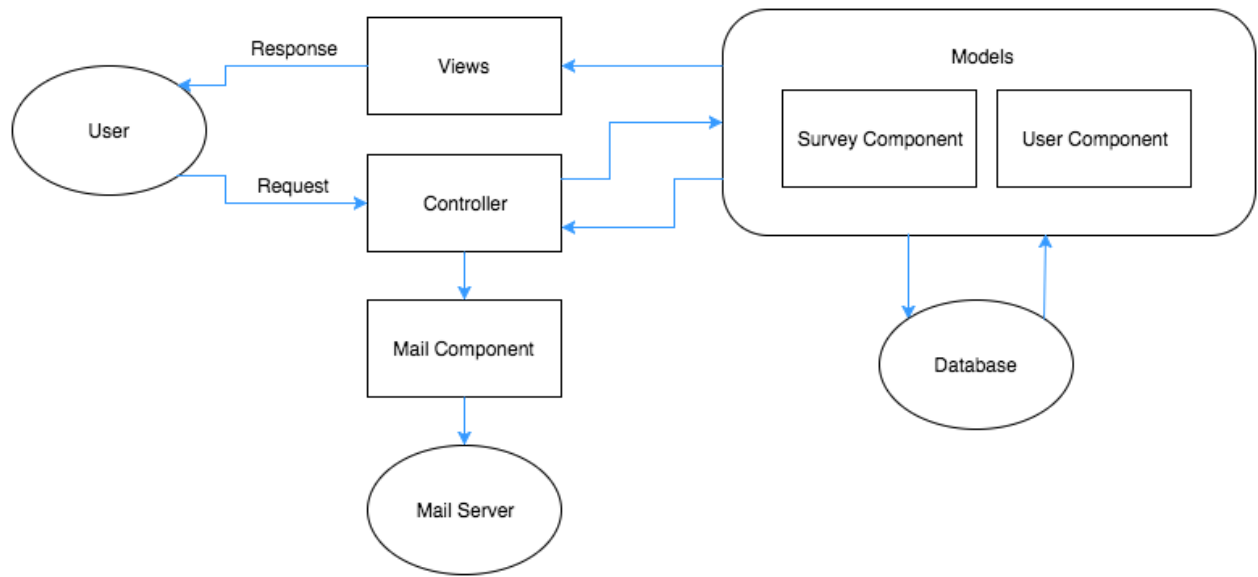 Response
Views
Models
User
Survey Component
User Component
Request
Controller
Mail Component
Database
Mail Server